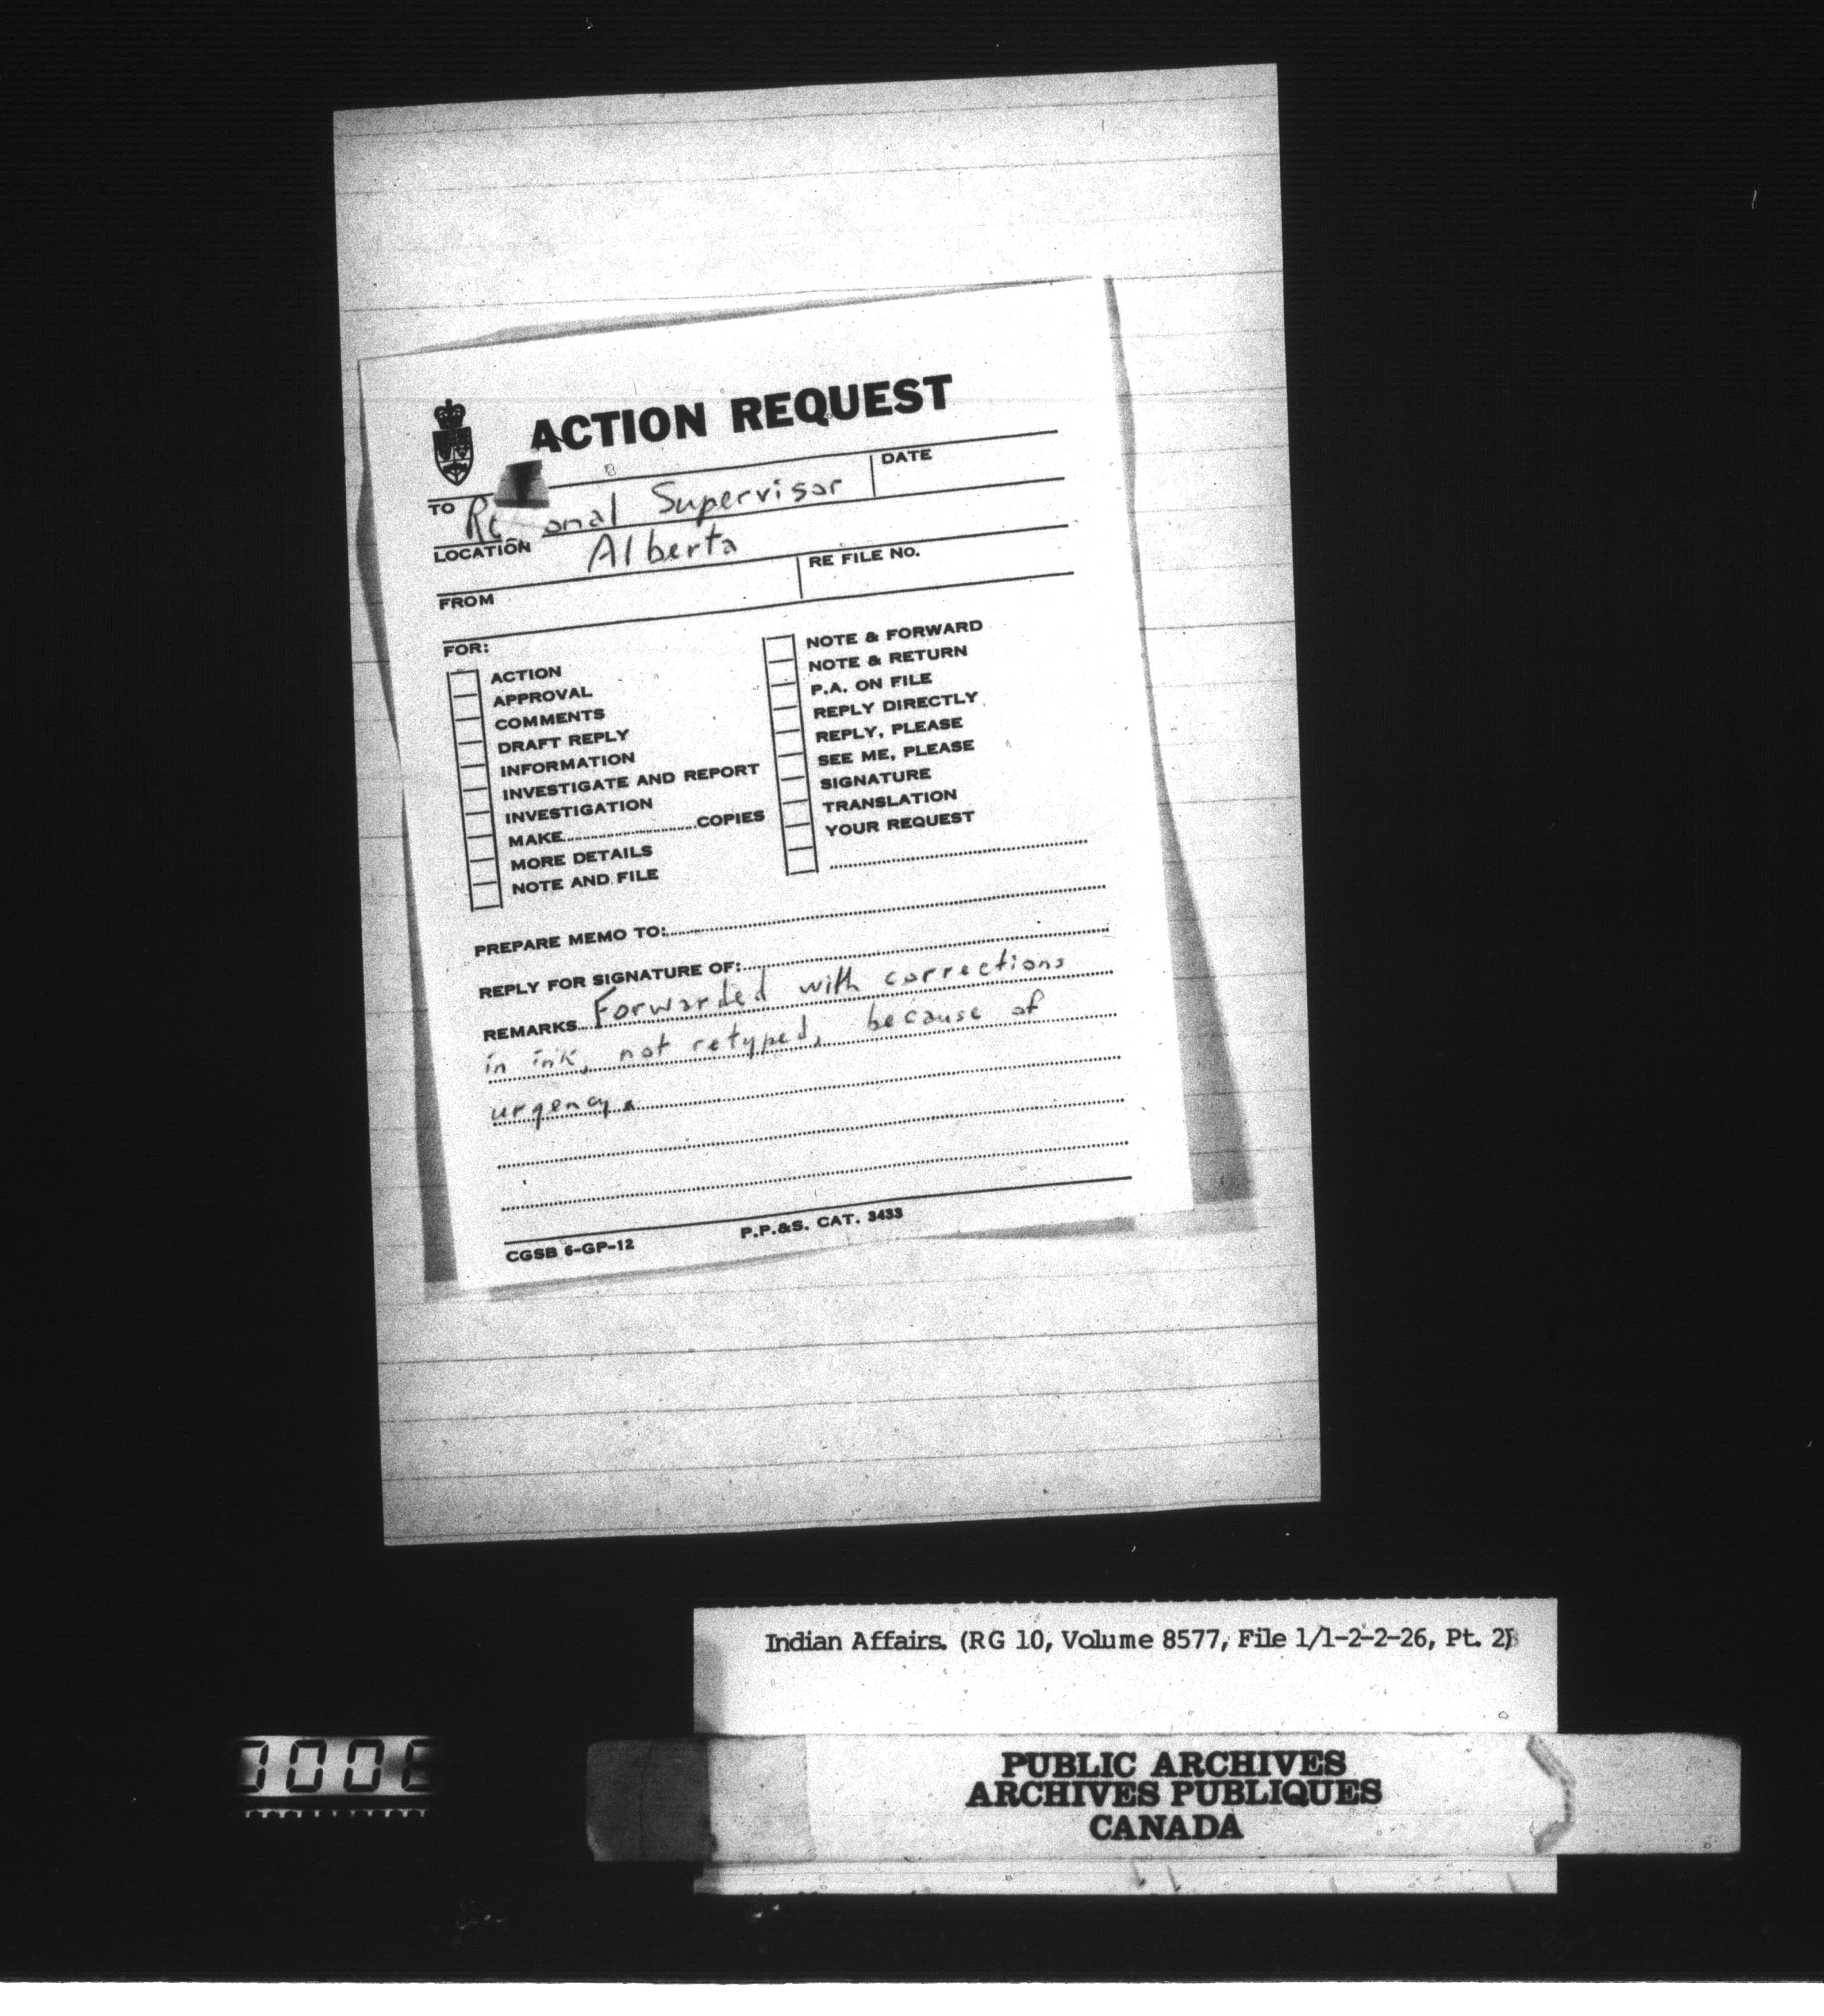 ACTION REQUEST
TO Regional Supervisor DATE
LOCATION Alberta
FROM RE FILE NO.
FOR:
ACTION
APPROVAL
COMMENTS
DRAFT REPLY
INFORMATION
INVESTIGATE AND REPORT
INVESTIGATION
MAKE COPIES
MORE DETAILS
NOTE AND FILE
NOTE & FORWARD
NOTE & RETURN
P.A. ON FILE
REPLY DIRECTLY
REPLY, PLEASE
SEE ME, PLEASE
SIGNATURE
TRANSLATION
YOUR REQUEST
PREPARE MEMO TO:
REPLY FOR SIGNATURE OF:
REMARKS Forwarded with corrections
in ink, not retyped, because of
urgency.
CGSB 6-GP-12 P.P.&S. CAT. 3433
Indian Affairs. (RG 10, Volume 8577, File 1/1-2-2-26, Pt. 2)
PUBLIC ARCHIVES
ARCHIVES PUBLIQUES
CANADA